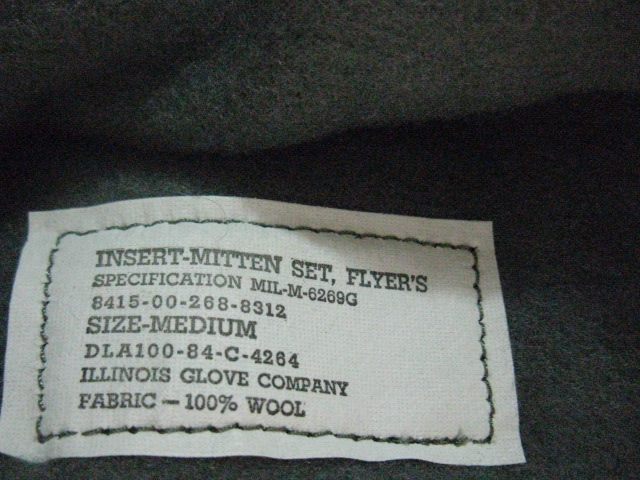 INSERT-MITTEN SET, FLYER'S
SPECIFICATION MIL-M-6269G
8415-00-268-8312
SIZE-MEDIUM
DLA100-84-C-4264
ILLINOIS GLOVE COMPANY
FABRIC — 100% WOOL